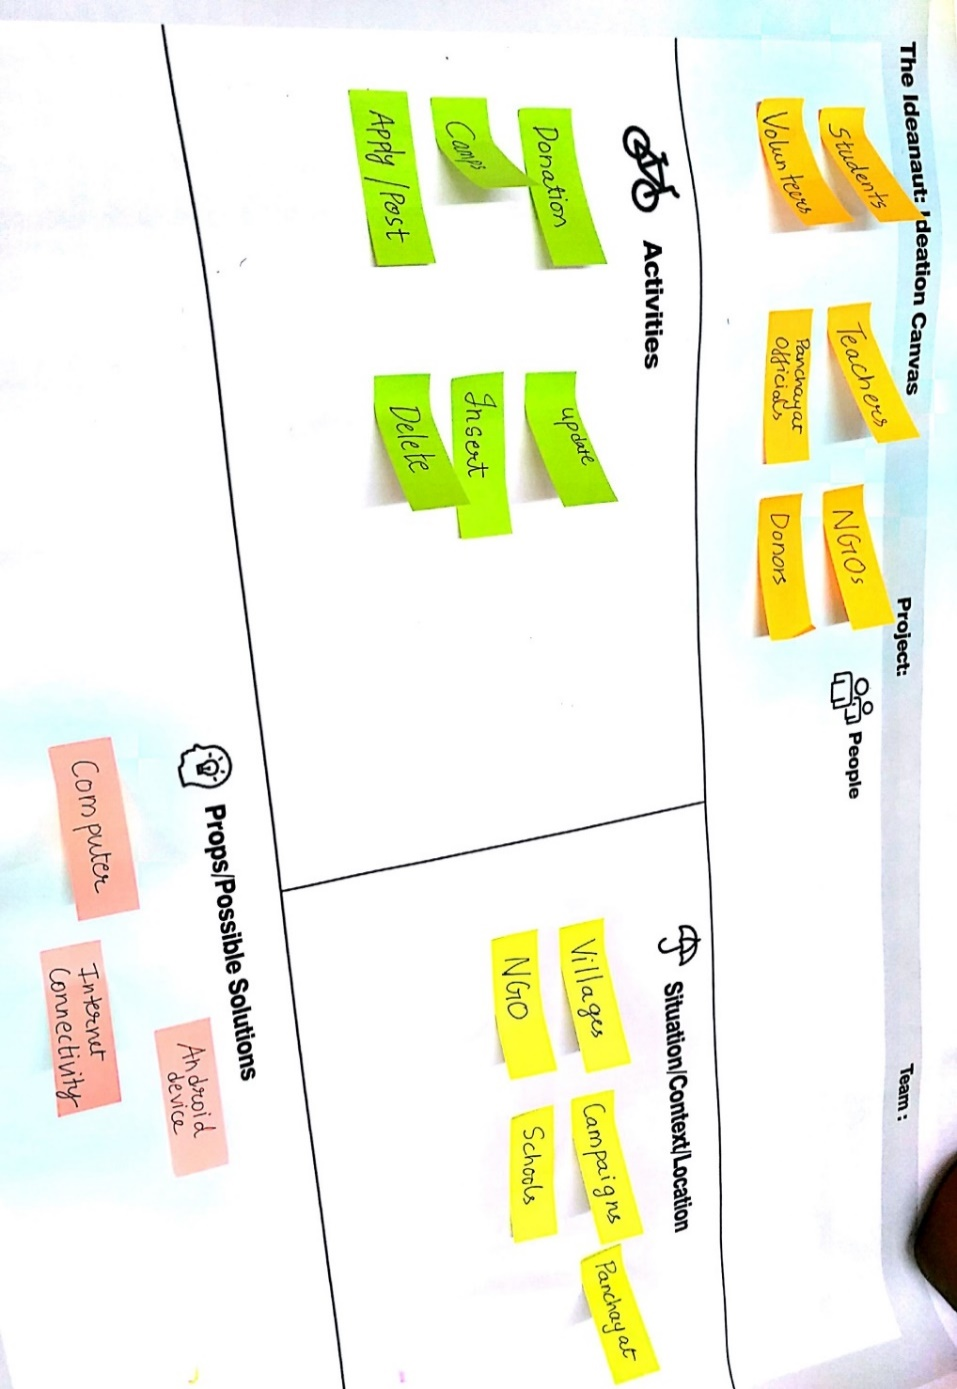 The Ideanaut: Ideation Canvas
Project:
Team :
People
Students
Teachers
NGOs
Volunteers
Panchayat
Officials
Donors
Activities
Donation
update
Camps
Insert
Apply/Post
Delete
Situation/Context/Location
Villages
Campaigns
Panchayat
NGO
Schools
Props/Possible Solutions
Android
device
Computer
Internet
Connectivity